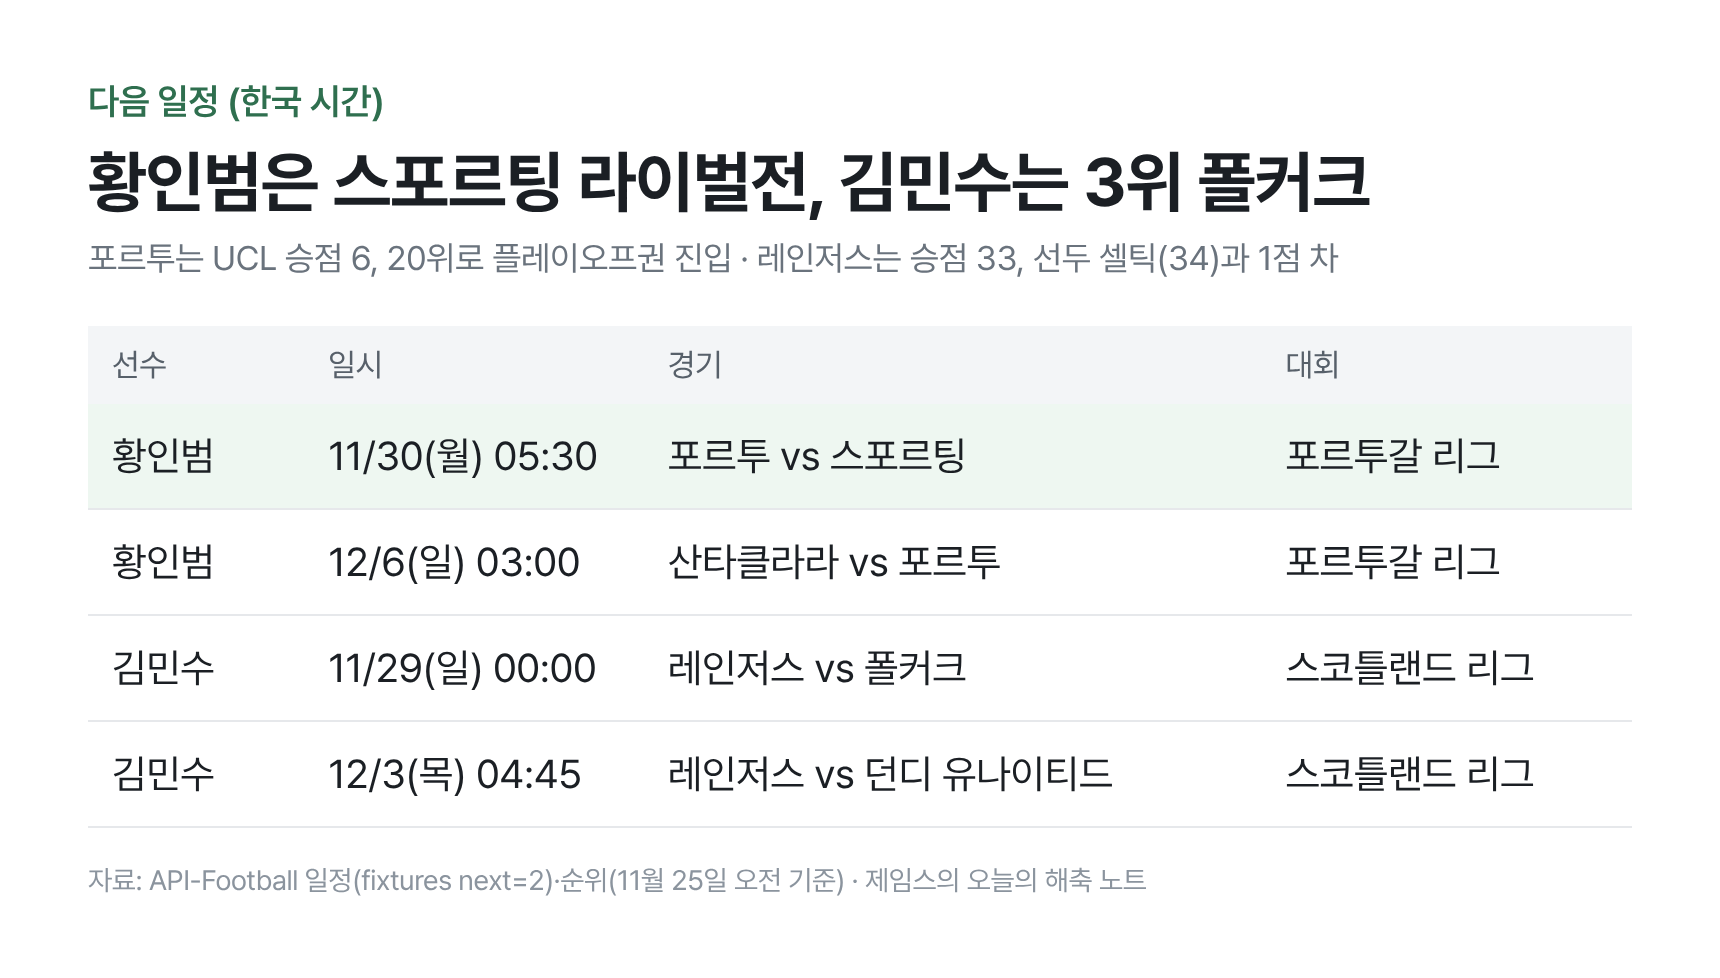 다음 일정 (한국 시간)
황인범은 스포르팅 라이벌전, 김민수는 3위 폴커크
포르투는 UCL 승점 6, 20위로 플레이오프권 진입 · 레인저스는 승점 33, 선두 셀틱(34)과 1점 차
선수 일시 경기 대회
황인범 11/30(월) 05:30 포르투 vs 스포르팅 포르투갈 리그
황인범 12/6(일) 03:00 산타클라라 vs 포르투 포르투갈 리그
김민수 11/29(일) 00:00 레인저스 vs 폴커크 스코틀랜드 리그
김민수 12/3(목) 04:45 레인저스 vs 던디 유나이티드 스코틀랜드 리그
자료: API-Football 일정(fixtures next=2)·순위(11월 25일 오전 기준) · 제임스의 오늘의 해축 노트